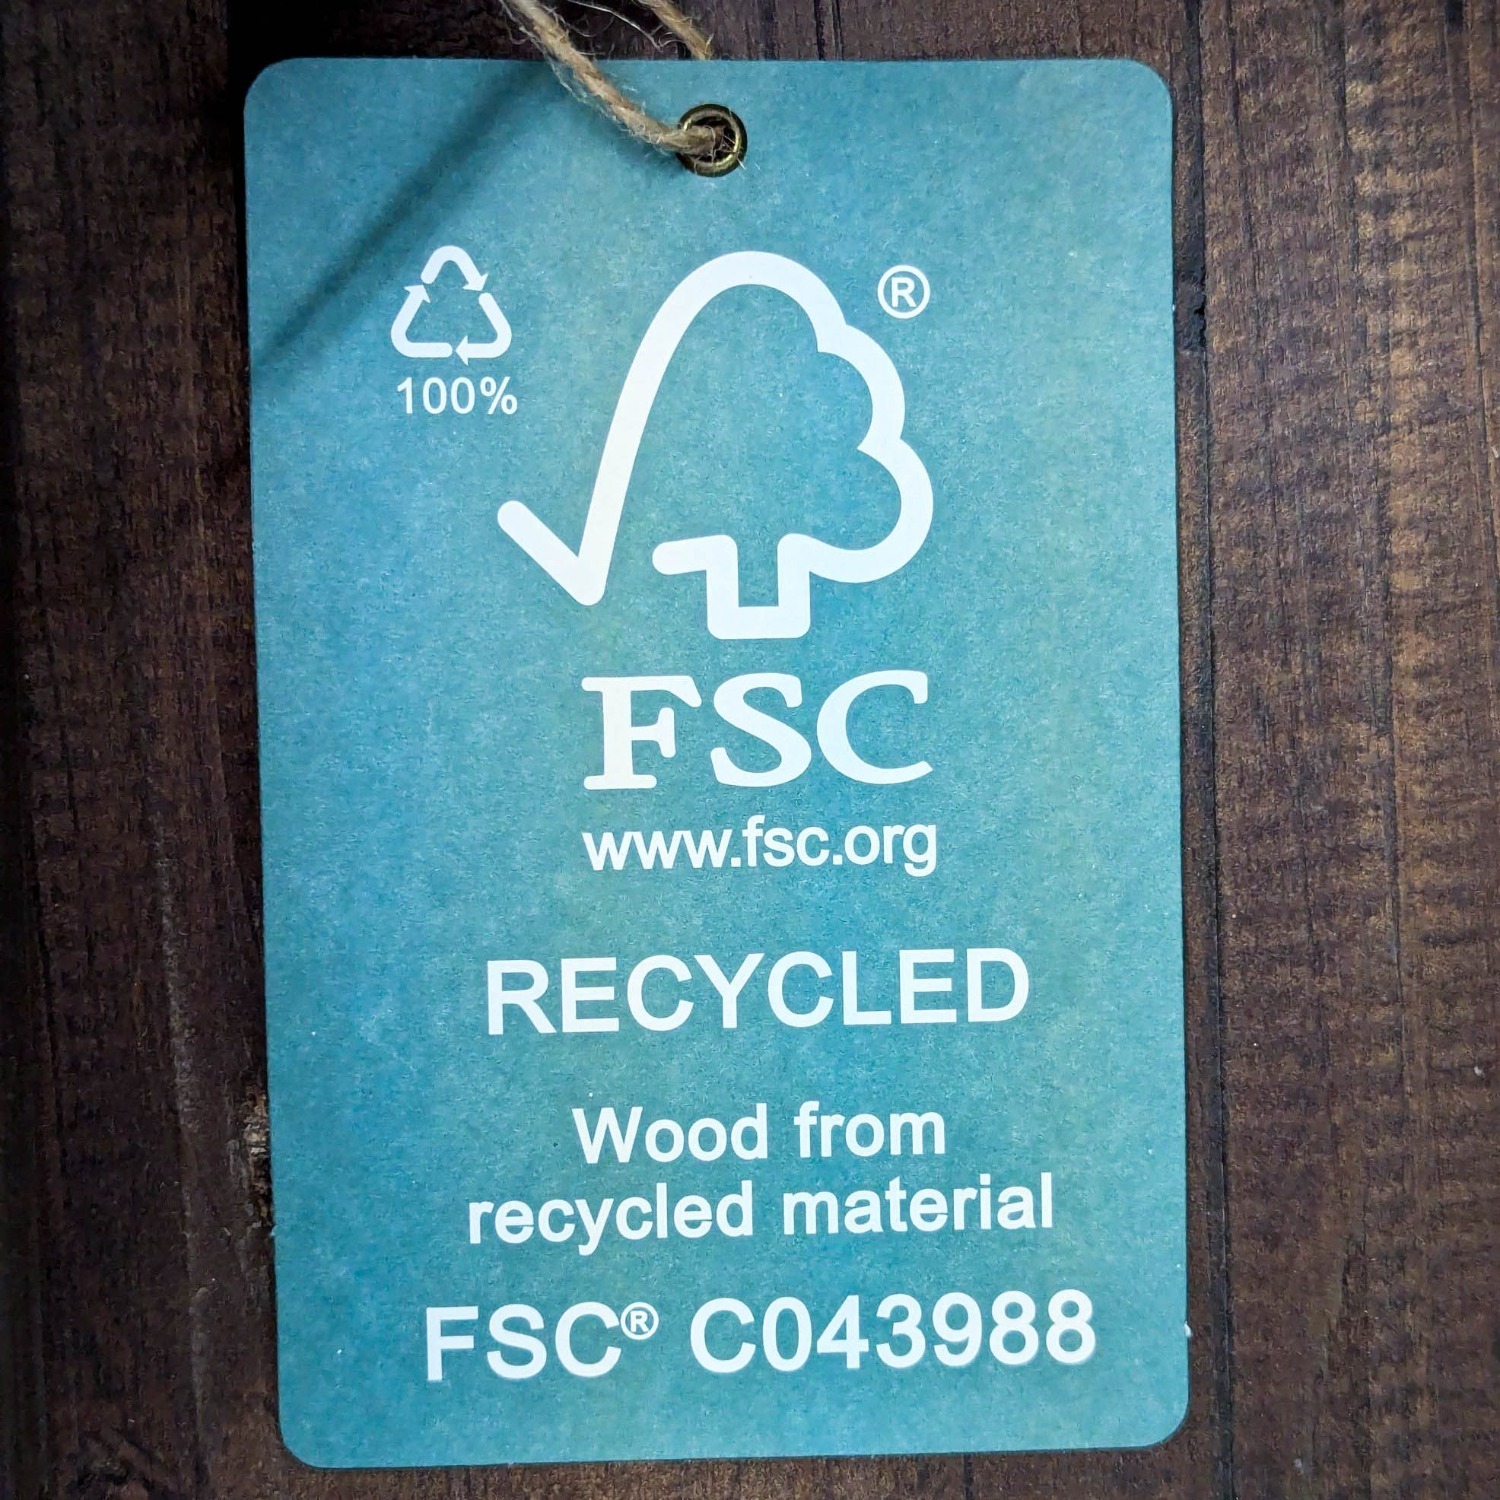 100%
®
FSC
www.fsc.org
RECYCLED
Wood from
recycled material
FSC® C043988